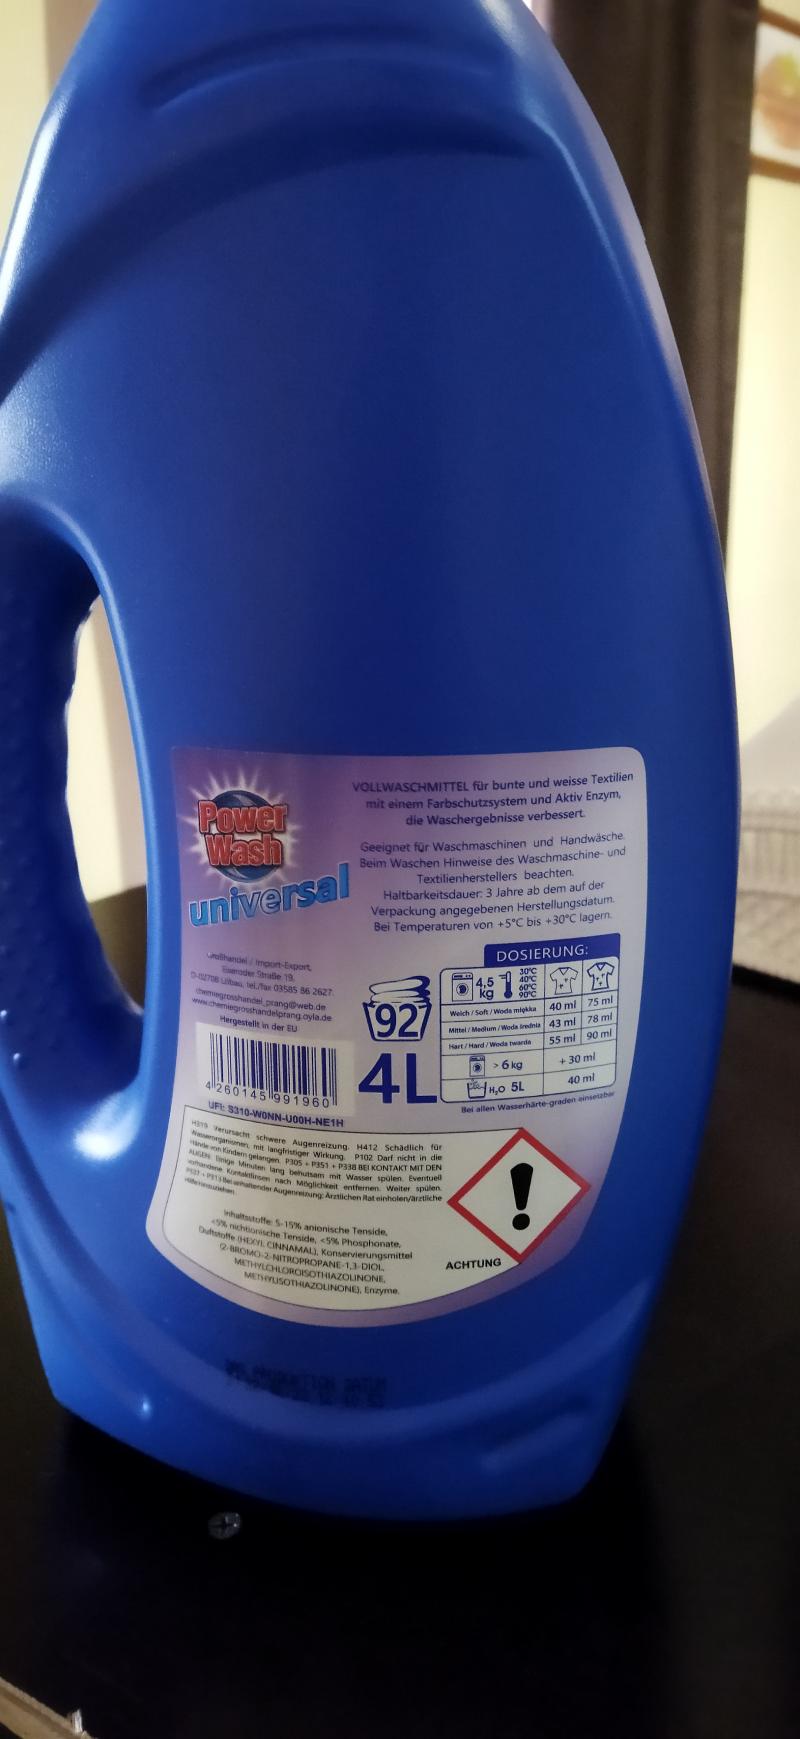 Power
Wash
universal
VOLLWASCHMITTEL für bunte und weisse Textilien
mit einem Farbschutzsystem und Aktiv Enzym,
die Waschergebnisse verbessert.
Geeignet für Waschmaschinen und Handwäsche.
Beim Waschen Hinweise des Waschmaschine- und
Textilienherstellers beachten.
Haltbarkeitsdauer: 3 Jahre ab dem auf der
Verpackung angegebenen Herstellungsdatum.
Bei Temperaturen von +5°C bis +30°C lagern.
Großhandel / Import-Export,
Straße 19,
D-02708 tel./fax 03585 86 2627.
chemiegrosshandel_prang@web.de
www.chemiegrosshandelprang.oyla.de
Hergestellt in der EU
4 260145 991960
UFI: S310-W0NN-U00H-NE1H
92
4L
DOSIERUNG:
4,5 kg 30°C 40°C 60°C 90°C
Weich / Soft / Woda miękka 40 ml 75 ml
Mittel / Medium / Woda średnia 43 ml 78 ml
Hart / Hard / Woda twarda 55 ml 90 ml
> 6 kg + 30 ml
H₂O 5L 40 ml
Bei allen Wasserhärte-graden einsetzbar
H319 Verursacht schwere Augenreizung. H412 Schädlich für
Wasserorganismen, mit langfristiger Wirkung. P102 Darf nicht in die
Hände von Kindern gelangen. P305 + P351 + P338 BEI KONTAKT MIT DEN
AUGEN: Einige Minuten lang behutsam mit Wasser spülen. Eventuell
vorhandene Kontaktlinsen nach Möglichkeit entfernen. Weiter spülen.
P337 + P313 Bei anhaltender Augenreizung: Ärztlichen Rat einholen/ärztliche
Hilfe hinzuziehen.
Inhaltsstoffe: 5-15% anionische Tenside,
<5% nichtionische Tenside, <5% Phosphonate,
Duftstoffe (HEXYL CINNAMAL), Konservierungsmittel
(2-BROMO-2-NITROPROPANE-1,3-DIOL,
METHYLCHLOROISOTHIAZOLINONE,
METHYLISOTHIAZOLINONE), Enzyme.
ACHTUNG